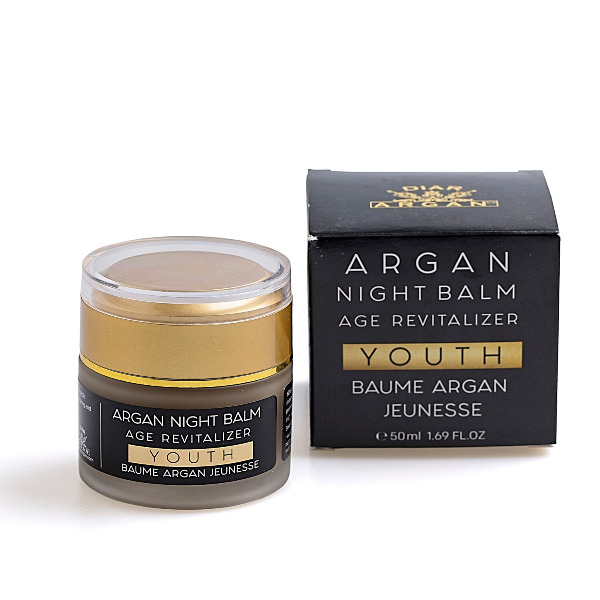 DIAR
ARGAN
ARGAN
NIGHT BALM
AGE REVITALIZER
YOUTH
BAUME ARGAN
JEUNESSE
℮ 50ml 1.69 FL.OZ
ARGAN NIGHT BALM
AGE REVITALIZER
YOUTH
BAUME ARGAN JEUNESSE